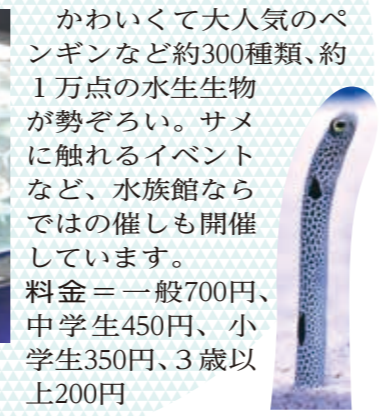 かわいくて大人気のペ
ンギンなど約300種類、約
１万点の水生生物
が勢ぞろい。サメ
に触れるイベント
など、水族館なら
ではの催しも開催
しています。
料金＝一般700円、
中学生450円、小
学生350円、３歳以
上200円